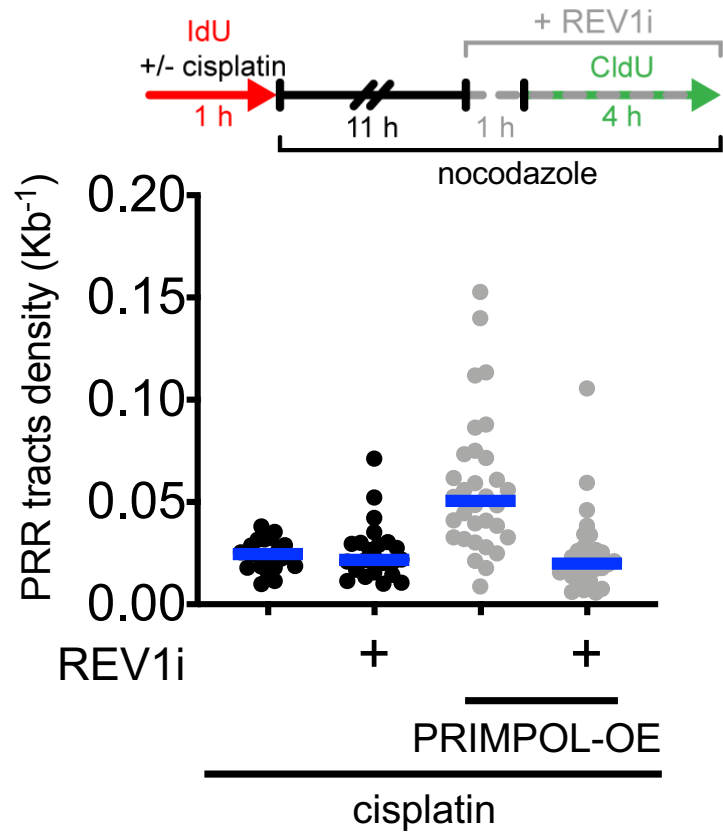 + REV1i
IdU
+/- cisplatin
CldU
1 h
11 h
1 h
4 h
nocodazole
PRR tracts density (Kb⁻¹)
0.20
0.15
0.10
0.05
0.00
REV1i + +
PRIMPOL-OE
cisplatin